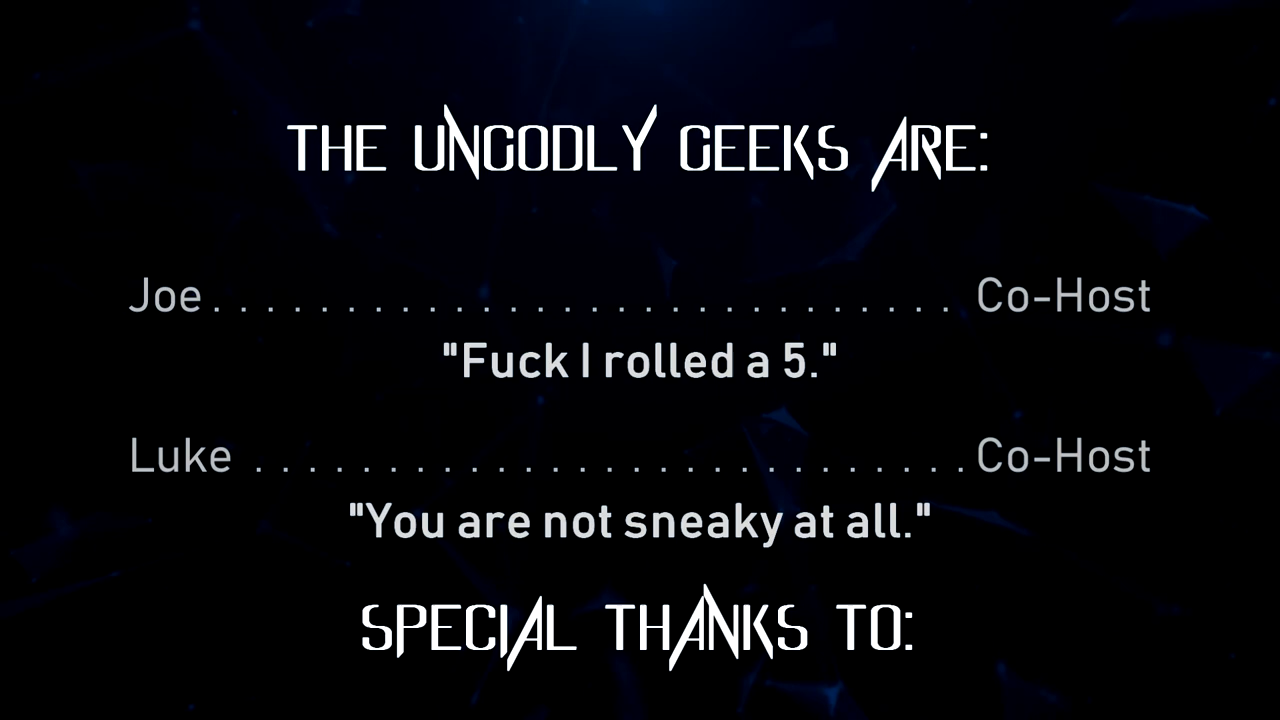 THE UNGODLY GEEKS ARE:
Joe . . . . . . . . . . . . . . . . . . . . . . . . . . . . Co-Host
"Fuck I rolled a 5."
Luke . . . . . . . . . . . . . . . . . . . . . . . . . . . Co-Host
"You are not sneaky at all."
SPECIAL THANKS TO: